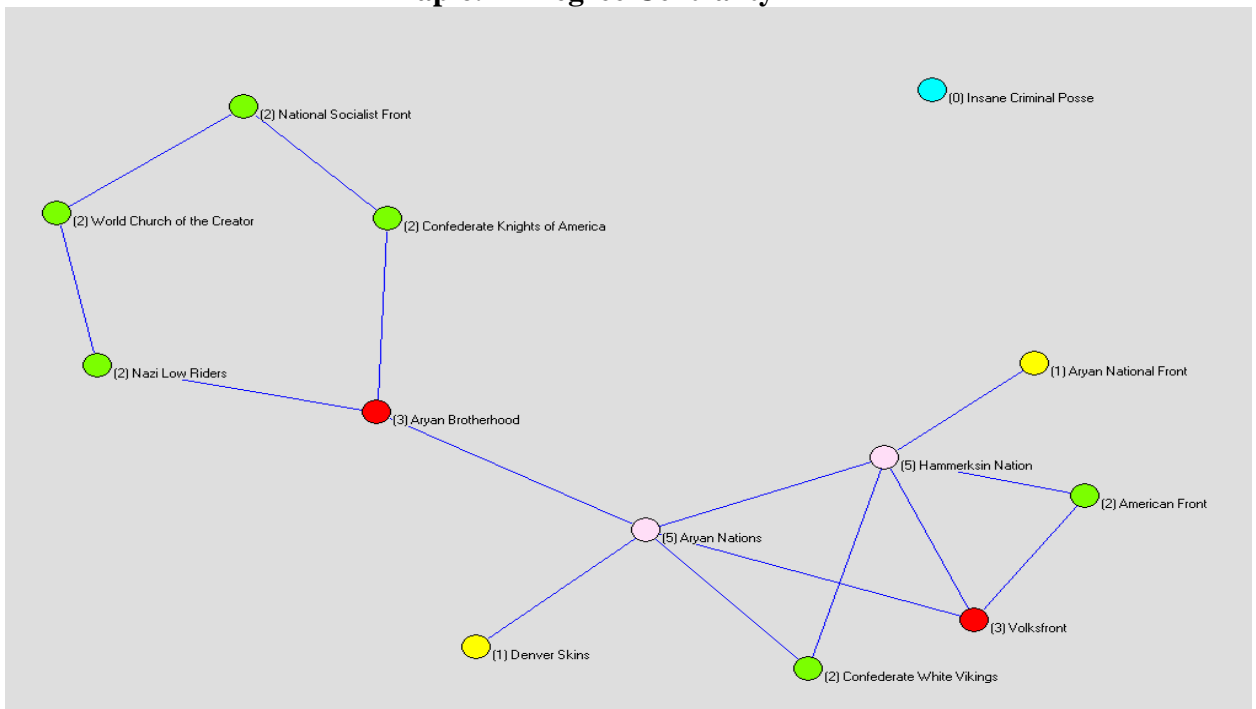 Degree Centrality
(0) Insane Criminal Posse
(2) National Socialist Front
(2) World Church of the Creator
(2) Confederate Knights of America
(1) Aryan National Front
(2) Nazi Low Riders
(3) Aryan Brotherhood
(5) Hammerksin Nation
(2) American Front
(5) Aryan Nations
(3) Volksfront
(1) Denver Skins
(2) Confederate White Vikings